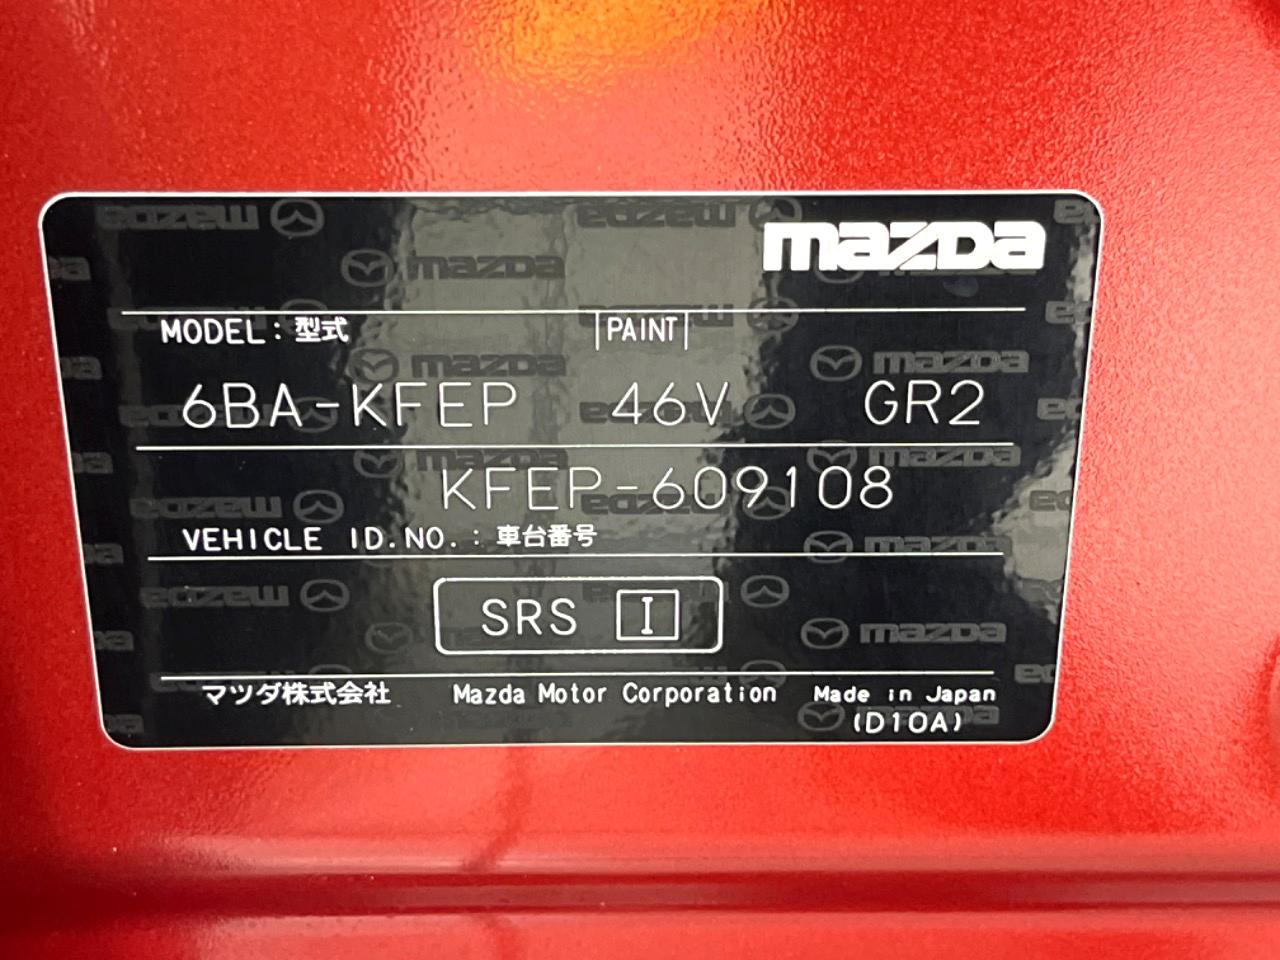 mazda
MODEL: 型式 |PAINT|
6BA-KFEP 46V GR2
KFEP-609108
VEHICLE ID.NO.: 車台番号
SRS I
マツダ株式会社 Mazda Motor Corporation Made in Japan
(D10A)